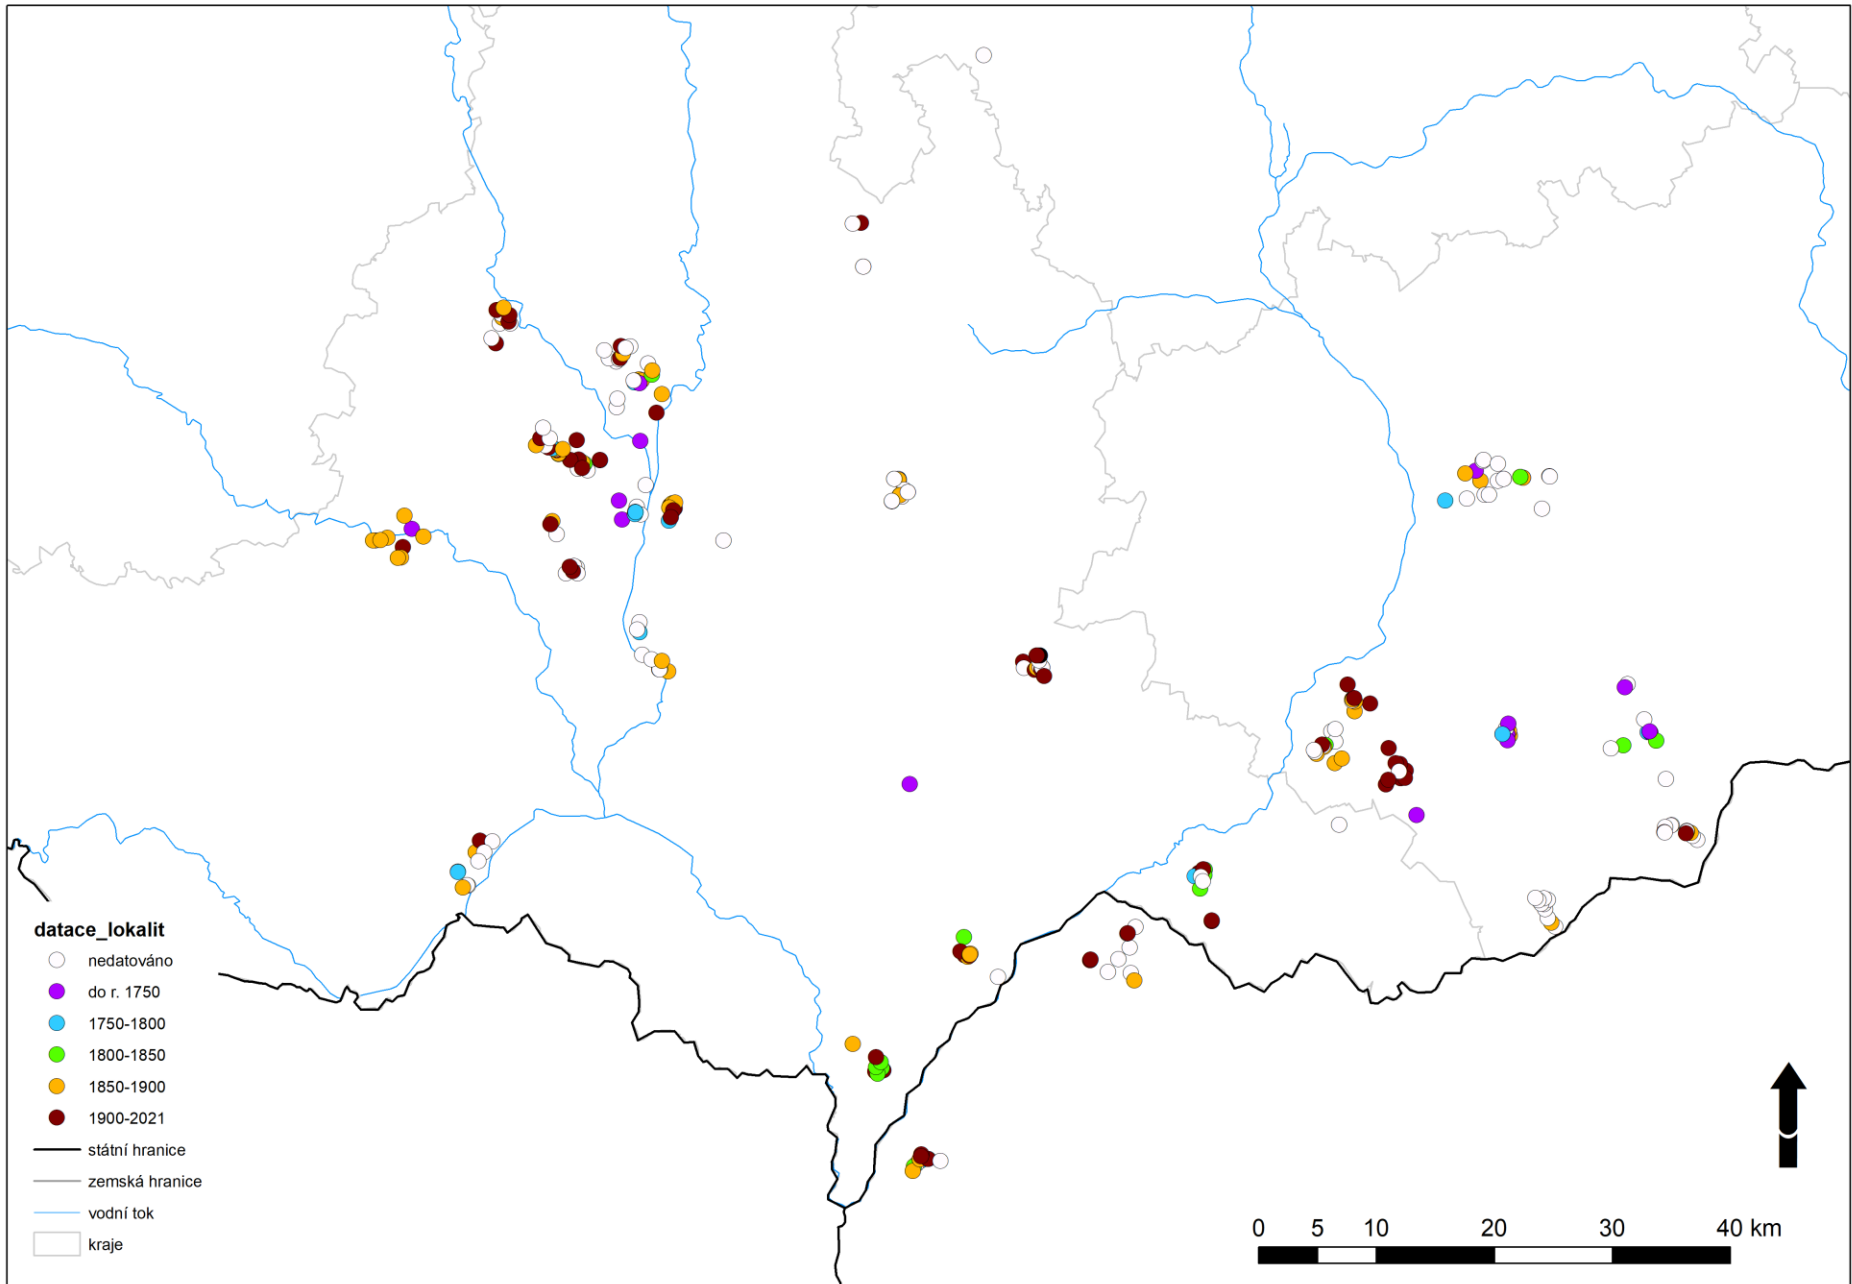 datace_lokalit
nedatováno
do r. 1750
1750-1800
1800-1850
1850-1900
1900-2021
státní hranice
zemská hranice
vodní tok
kraje
0 5 10 20 30 40 km